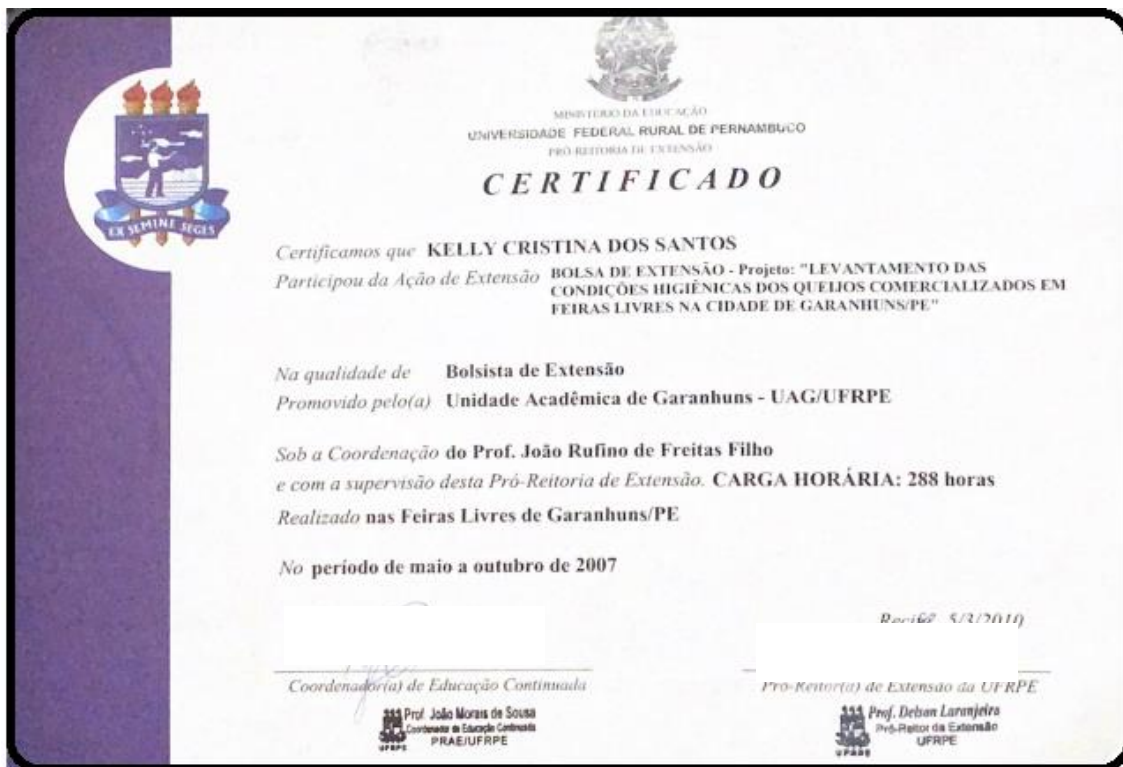 MINISTÉRIO DA EDUCAÇÃO
UNIVERSIDADE FEDERAL RURAL DE PERNAMBUCO
PRÓ-REITORIA DE EXTENSÃO
CERTIFICADO
EX SEMINE SEGES
Certificamos que KELLY CRISTINA DOS SANTOS
Participou da Ação de Extensão BOLSA DE EXTENSÃO - Projeto: "LEVANTAMENTO DAS
CONDIÇÕES HIGIÊNICAS DOS QUEIJOS COMERCIALIZADOS EM
FEIRAS LIVRES NA CIDADE DE GARANHUNS/PE"
Na qualidade de Bolsista de Extensão
Promovido pelo(a) Unidade Acadêmica de Garanhuns - UAG/UFRPE
Sob a Coordenação do Prof. João Rufino de Freitas Filho
e com a supervisão desta Pró-Reitoria de Extensão. CARGA HORÁRIA: 288 horas
Realizado nas Feiras Livres de Garanhuns/PE
No período de maio a outubro de 2007
Recife, 5/3/2010
Coordenador(a) de Educação Continuada
Pró-Reitor(a) de Extensão da UFRPE
Prof. João Morais de Sousa
Coordenador de Educação Continuada
PRAE/UFRPE
UFRPE
Prof. Delson Laranjeira
Pró-Reitor de Extensão
UFRPE
UFRPE